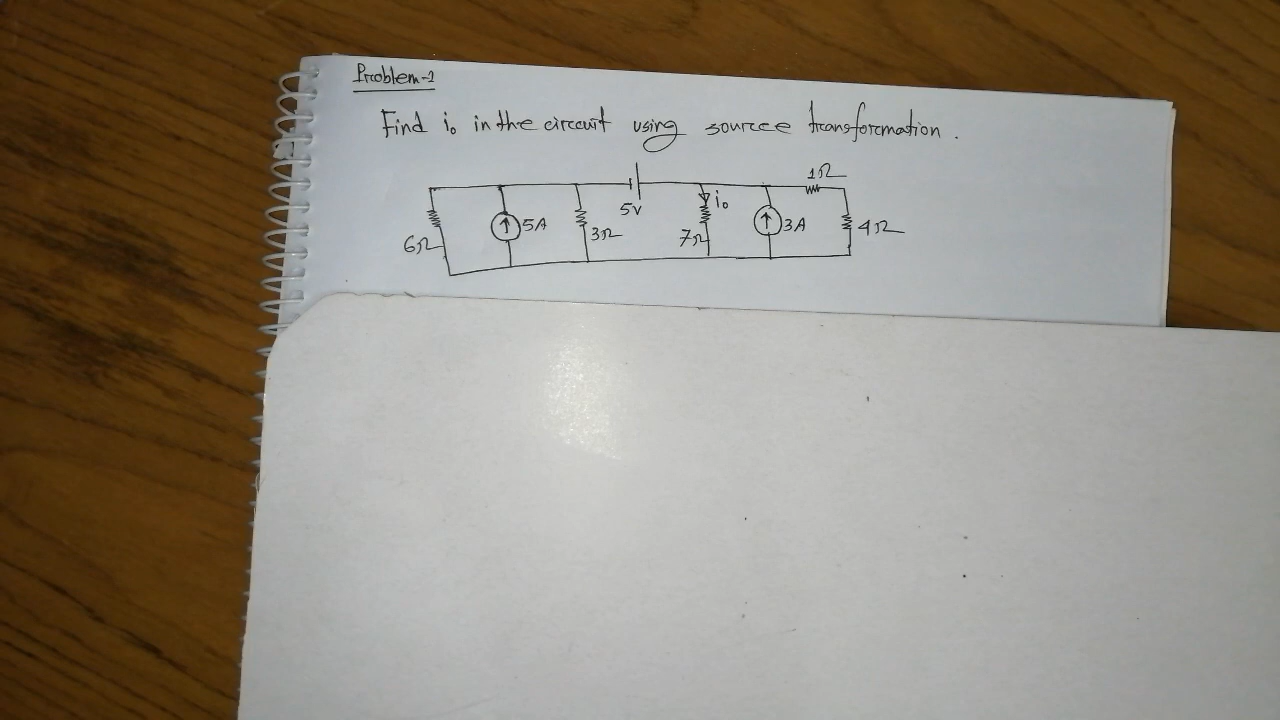 Problem-1
Find i₀ in the circuit using source transformation.
1Ω
5V
i₀
6Ω
5A
3Ω
7Ω
3A
4Ω